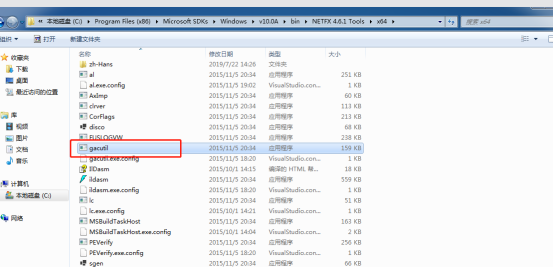 « 本地磁盘 (C:) ▸ Program Files (x86) ▸ Microsoft SDKs ▸ Windows ▸ v10.0A ▸ bin ▸ NETFX 4.6.1 Tools ▸ x64 ▸ 搜索 x64
组织 ▾ 打开 新建文件夹
名称 修改日期 类型 大小
收藏夹
下载
桌面
最近访问的位置
库
视频
图片
文档
音乐
计算机
本地磁盘 (C:)
网络
zh-Hans 2019/7/22 14:26 文件夹
al 2015/11/5 20:34 应用程序 251 KB
al.exe.config 2015/11/5 19:02 VisualStudio.con... 1 KB
AxImp 2015/11/5 20:34 应用程序 60 KB
clrver 2015/11/5 20:34 应用程序 113 KB
CorFlags 2015/11/5 20:34 应用程序 213 KB
disco 2015/11/5 20:34 应用程序 68 KB
FUSLOGVW 2015/11/5 20:34 应用程序 238 KB
gacutil 2015/11/5 20:34 应用程序 159 KB
gacutil.exe.config 2015/11/5 18:20 VisualStudio.con... 1 KB
ildasm 2015/10/1 14:15 编译的 HTML 帮... 18 KB
ildasm 2015/11/5 20:34 应用程序 559 KB
ildasm.exe.config 2015/11/5 18:20 VisualStudio.con... 1 KB
lc 2015/11/5 20:34 应用程序 51 KB
lc.exe.config 2015/10/1 14:21 VisualStudio.con... 1 KB
MSBuildTaskHost 2015/11/5 20:34 应用程序 163 KB
MSBuildTaskHost.exe.config 2015/10/1 14:04 VisualStudio.con... 2 KB
PEVerify 2015/11/5 20:34 应用程序 256 KB
PEVerify.exe.config 2015/11/5 18:20 VisualStudio.con... 1 KB
sgen 2015/11/5 20:34 应用程序 66 KB